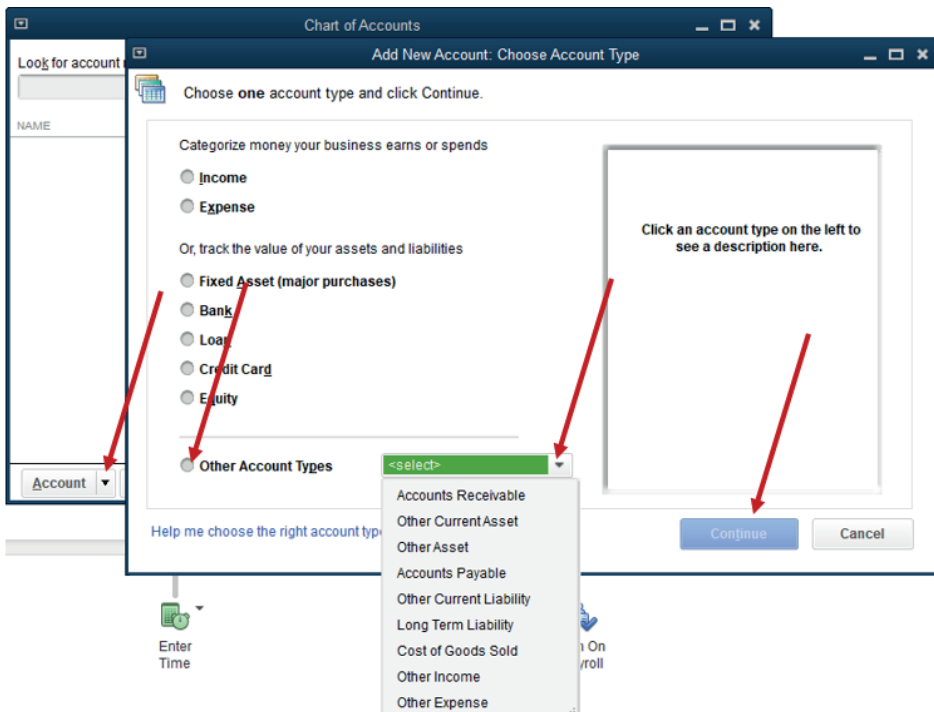 Chart of Accounts
Add New Account: Choose Account Type
Look for account
NAME
Choose one account type and click Continue.
Categorize money your business earns or spends
Income
Expense
Or, track the value of your assets and liabilities
Fixed Asset (major purchases)
Bank
Loan
Credit Card
Equity
Click an account type on the left to
see a description here.
Other Account Types
<select>
Accounts Receivable
Other Current Asset
Other Asset
Accounts Payable
Other Current Liability
Long Term Liability
Cost of Goods Sold
Other Income
Other Expense
Account
Help me choose the right account typ
Continue
Cancel
Enter
Time
On